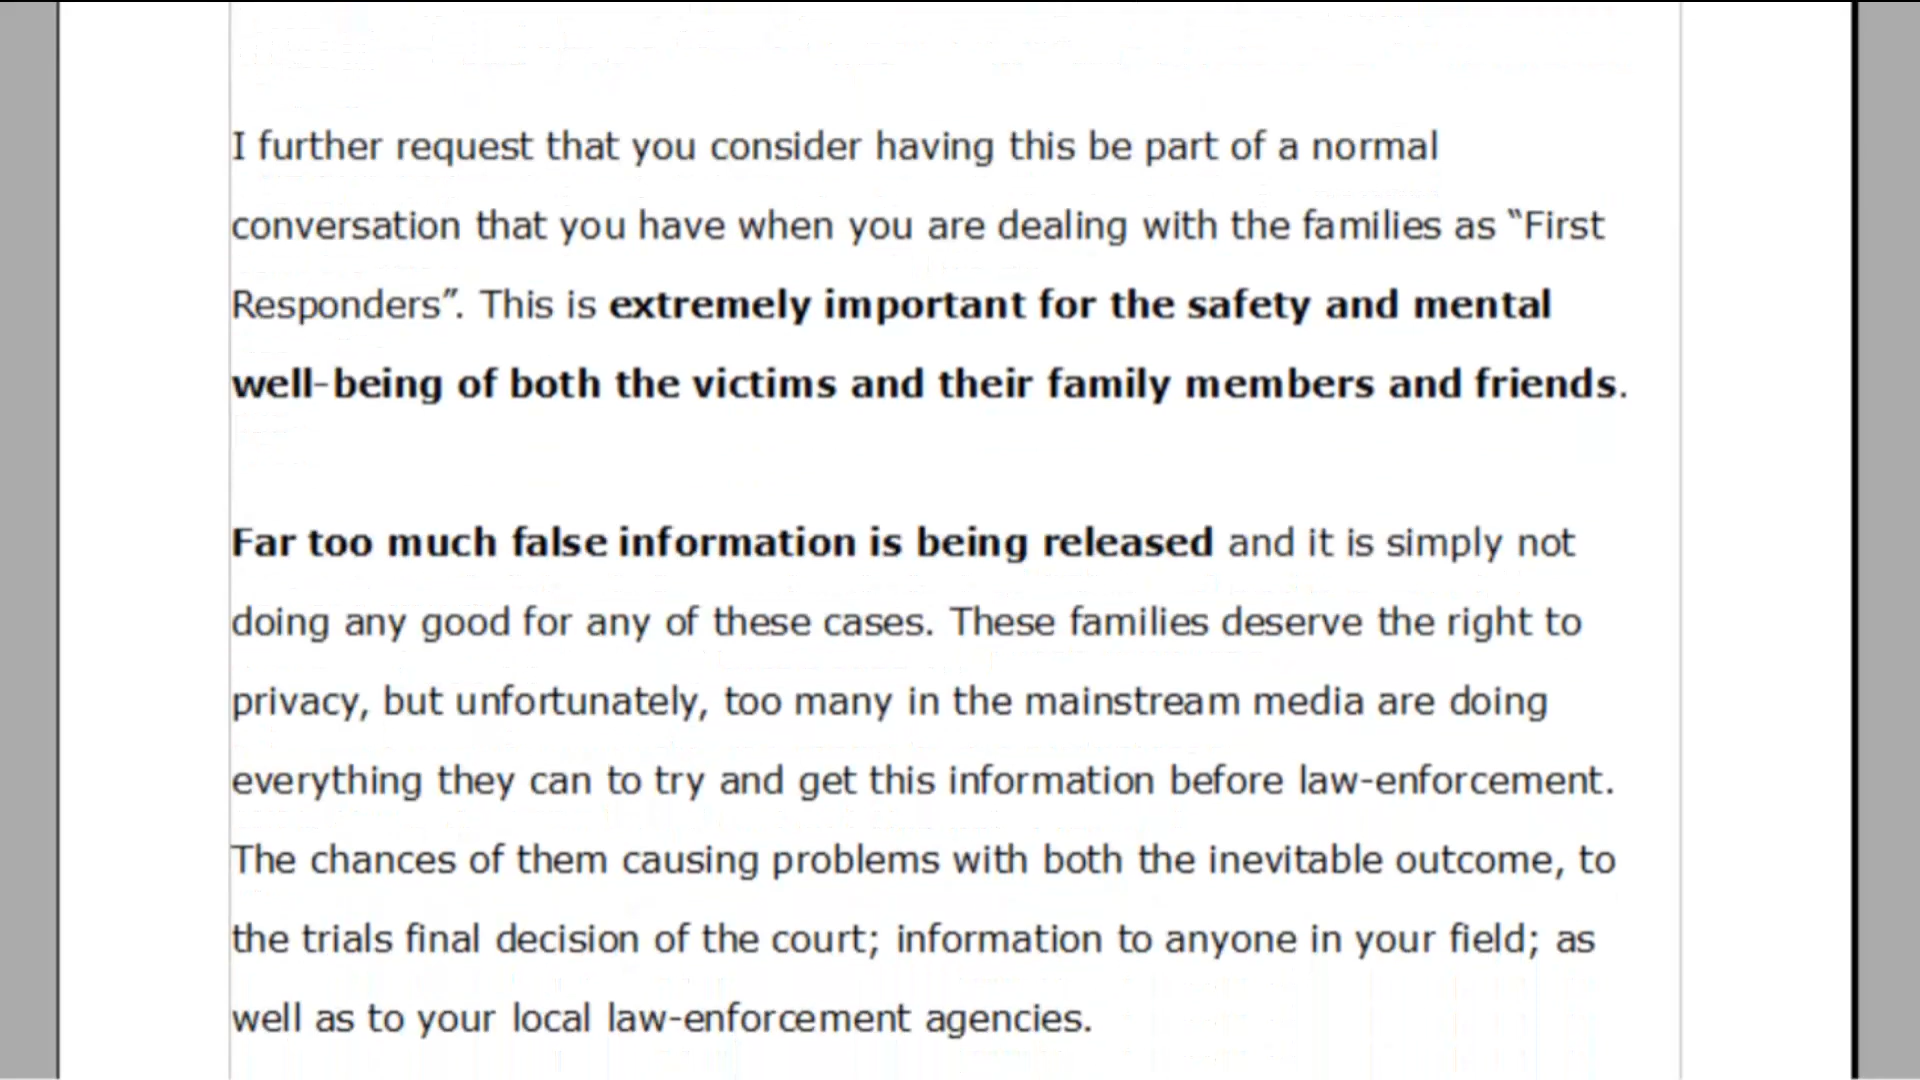 I further request that you consider having this be part of a normal
conversation that you have when you are dealing with the families as “First
Responders”. This is extremely important for the safety and mental
well-being of both the victims and their family members and friends.
Far too much false information is being released and it is simply not
doing any good for any of these cases. These families deserve the right to
privacy, but unfortunately, too many in the mainstream media are doing
everything they can to try and get this information before law-enforcement.
The chances of them causing problems with both the inevitable outcome, to
the trials final decision of the court; information to anyone in your field; as
well as to your local law-enforcement agencies.